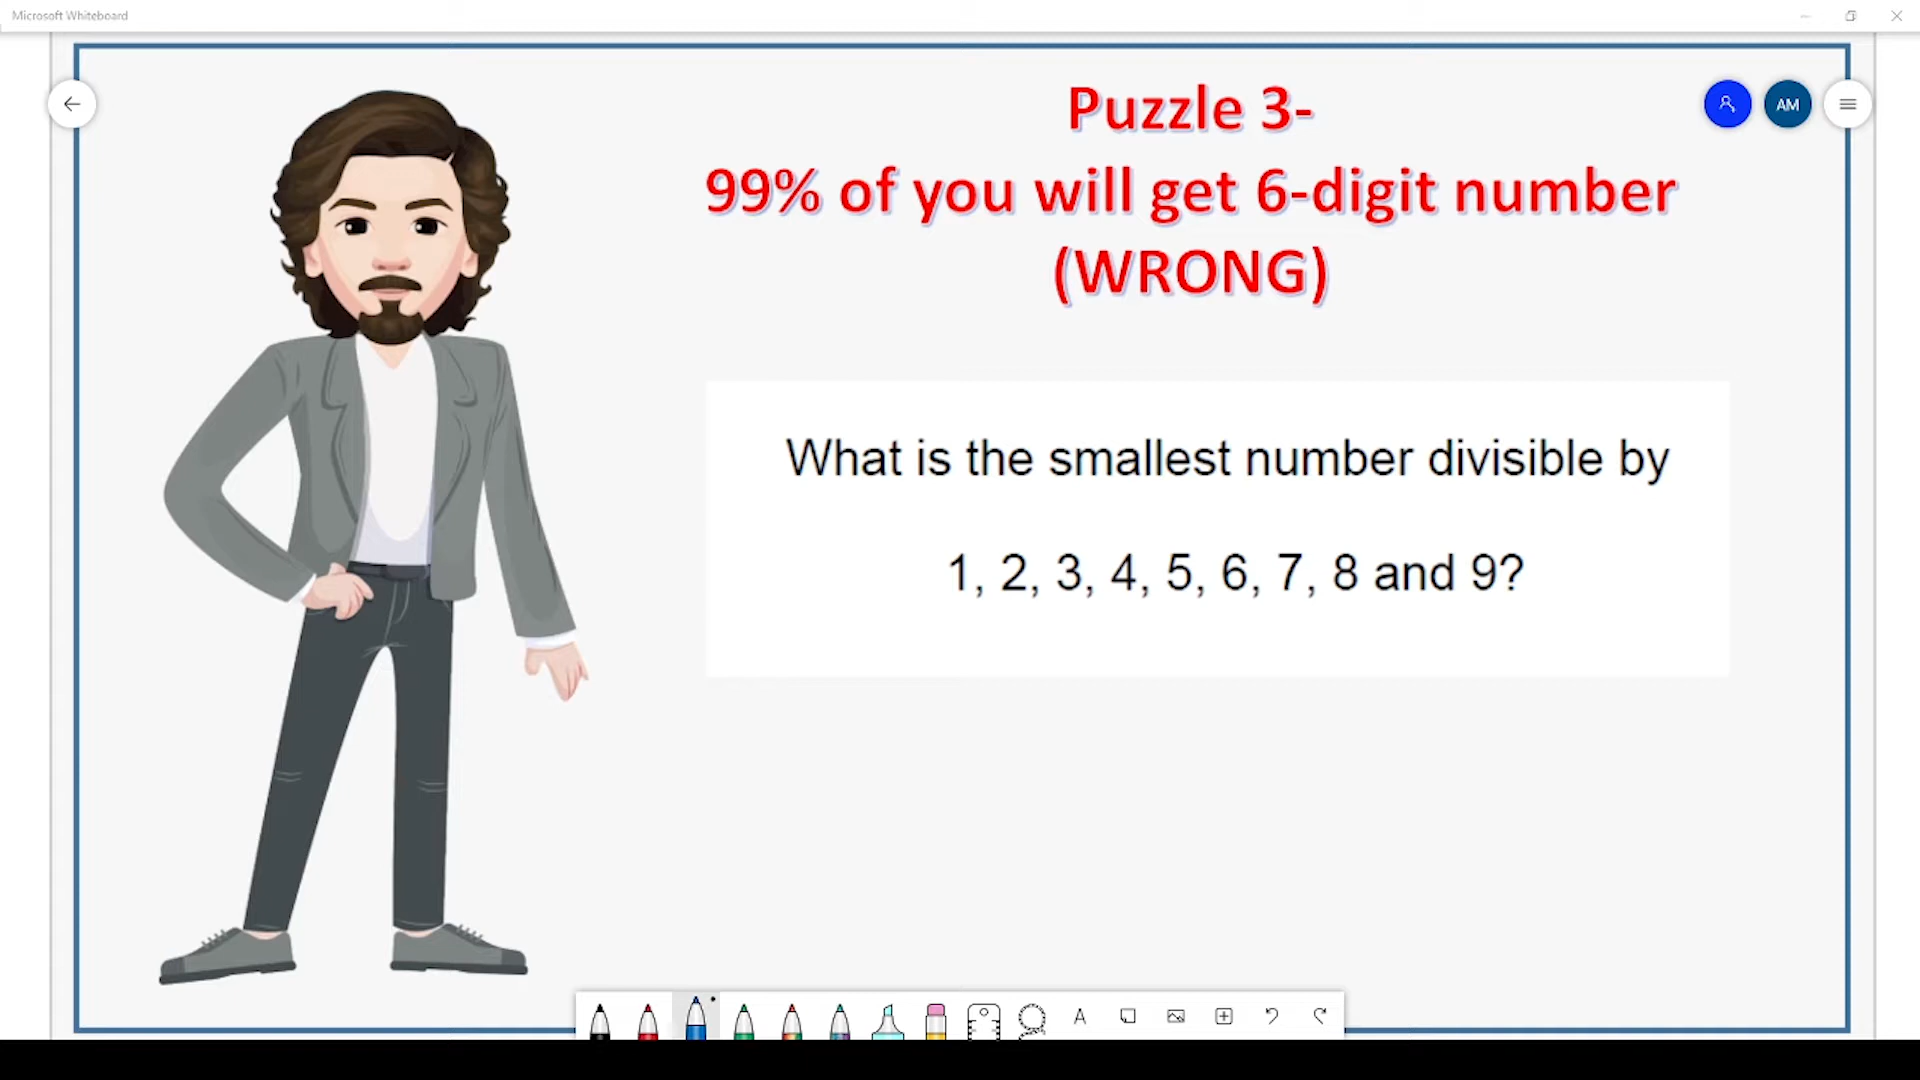 Microsoft Whiteboard
Puzzle 3-
99% of you will get 6-digit number
(WRONG)
AM
What is the smallest number divisible by
1, 2, 3, 4, 5, 6, 7, 8 and 9?
A